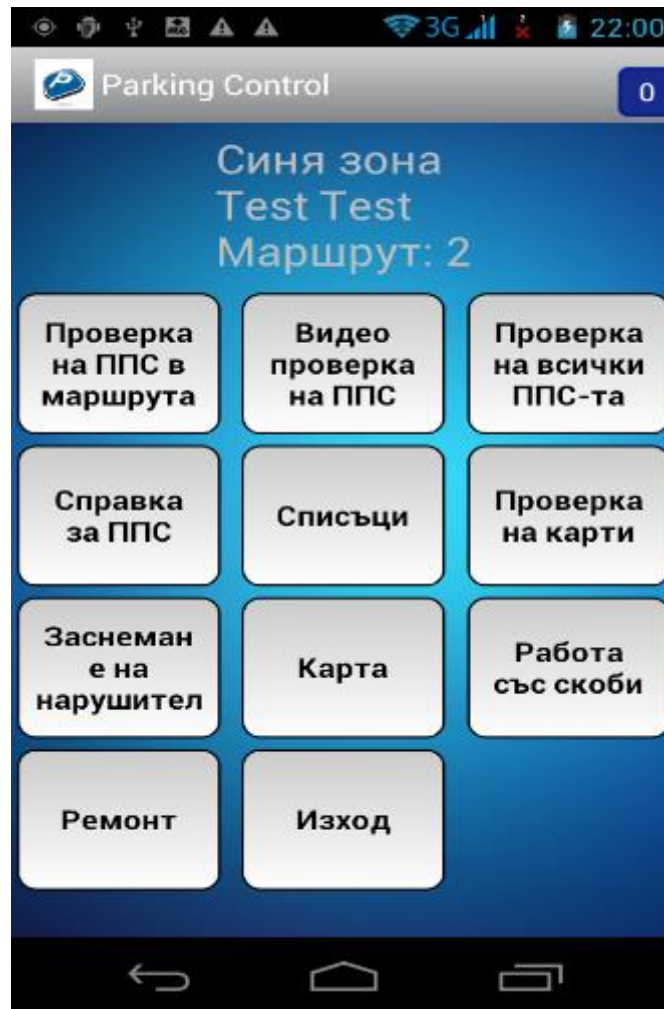 3G 1 2 22:00
Parking Control
0
Синя зона
Test Test
Маршрут: 2
Проверка
на ППС в
маршрута
Видео
проверка
на ППС
Проверка
на всички
ППС-та
Справка
за ППС
Списъци
Проверка
на карти
Заснеман
е на
нарушител
Карта
Работа
със скоби
Ремонт
Изход